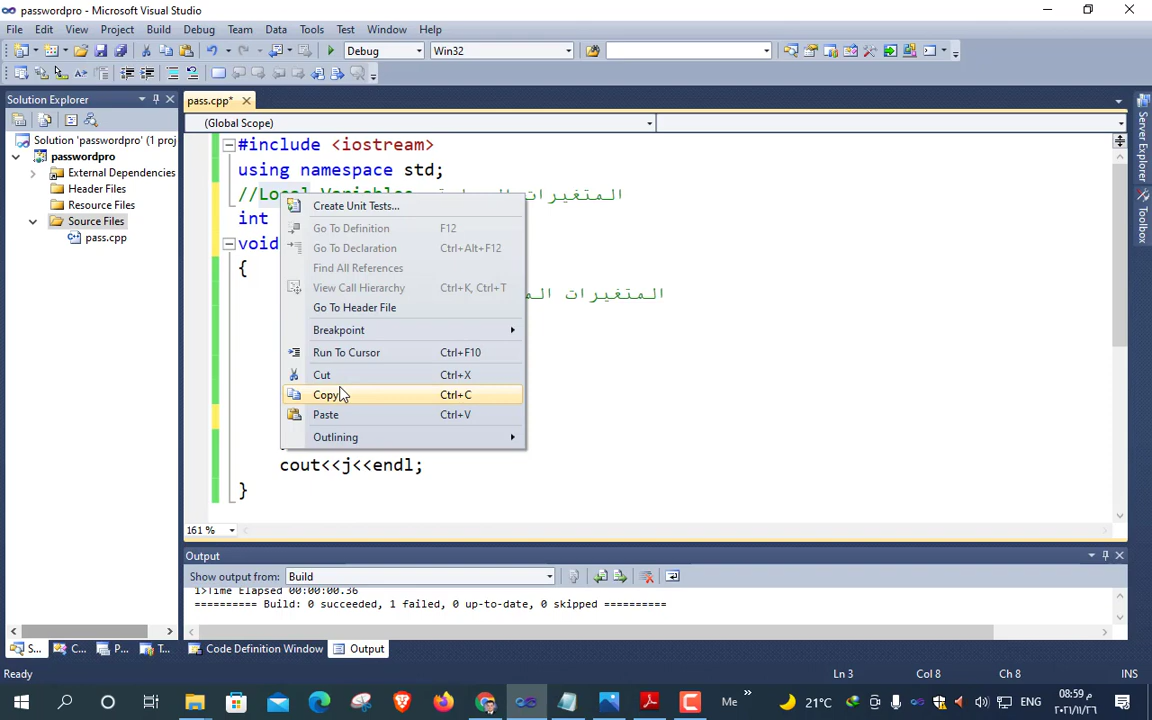 passwordpro - Microsoft Visual Studio
File Edit View Project Build Debug Team Data Tools Test Window Help
Debug Win32
Solution Explorer
pass.cpp*
(Global Scope)
Solution 'passwordpro' (1 proj
passwordpro
External Dependencies
Header Files
Resource Files
Source Files
pass.cpp
#include <iostream>
using namespace std;
المتغيرات
int
void
{
المتغيرات
cout<<j<<endl;
}
Create Unit Tests...
Go To Definition F12
Go To Declaration Ctrl+Alt+F12
Find All References
View Call Hierarchy Ctrl+K, Ctrl+T
Go To Header File
Breakpoint
Run To Cursor Ctrl+F10
Cut Ctrl+X
Copy Ctrl+C
Paste Ctrl+V
Outlining
Server Explorer
Toolbox
161 %
Output
Show output from: Build
1>Time Elapsed 00:00:00.36
========== Build: 0 succeeded, 1 failed, 0 up-to-date, 0 skipped ==========
S... C... P... T... Code Definition Window Output
Ready Ln 3 Col 8 Ch 8 INS
Me 21°C ENG
08:59 م